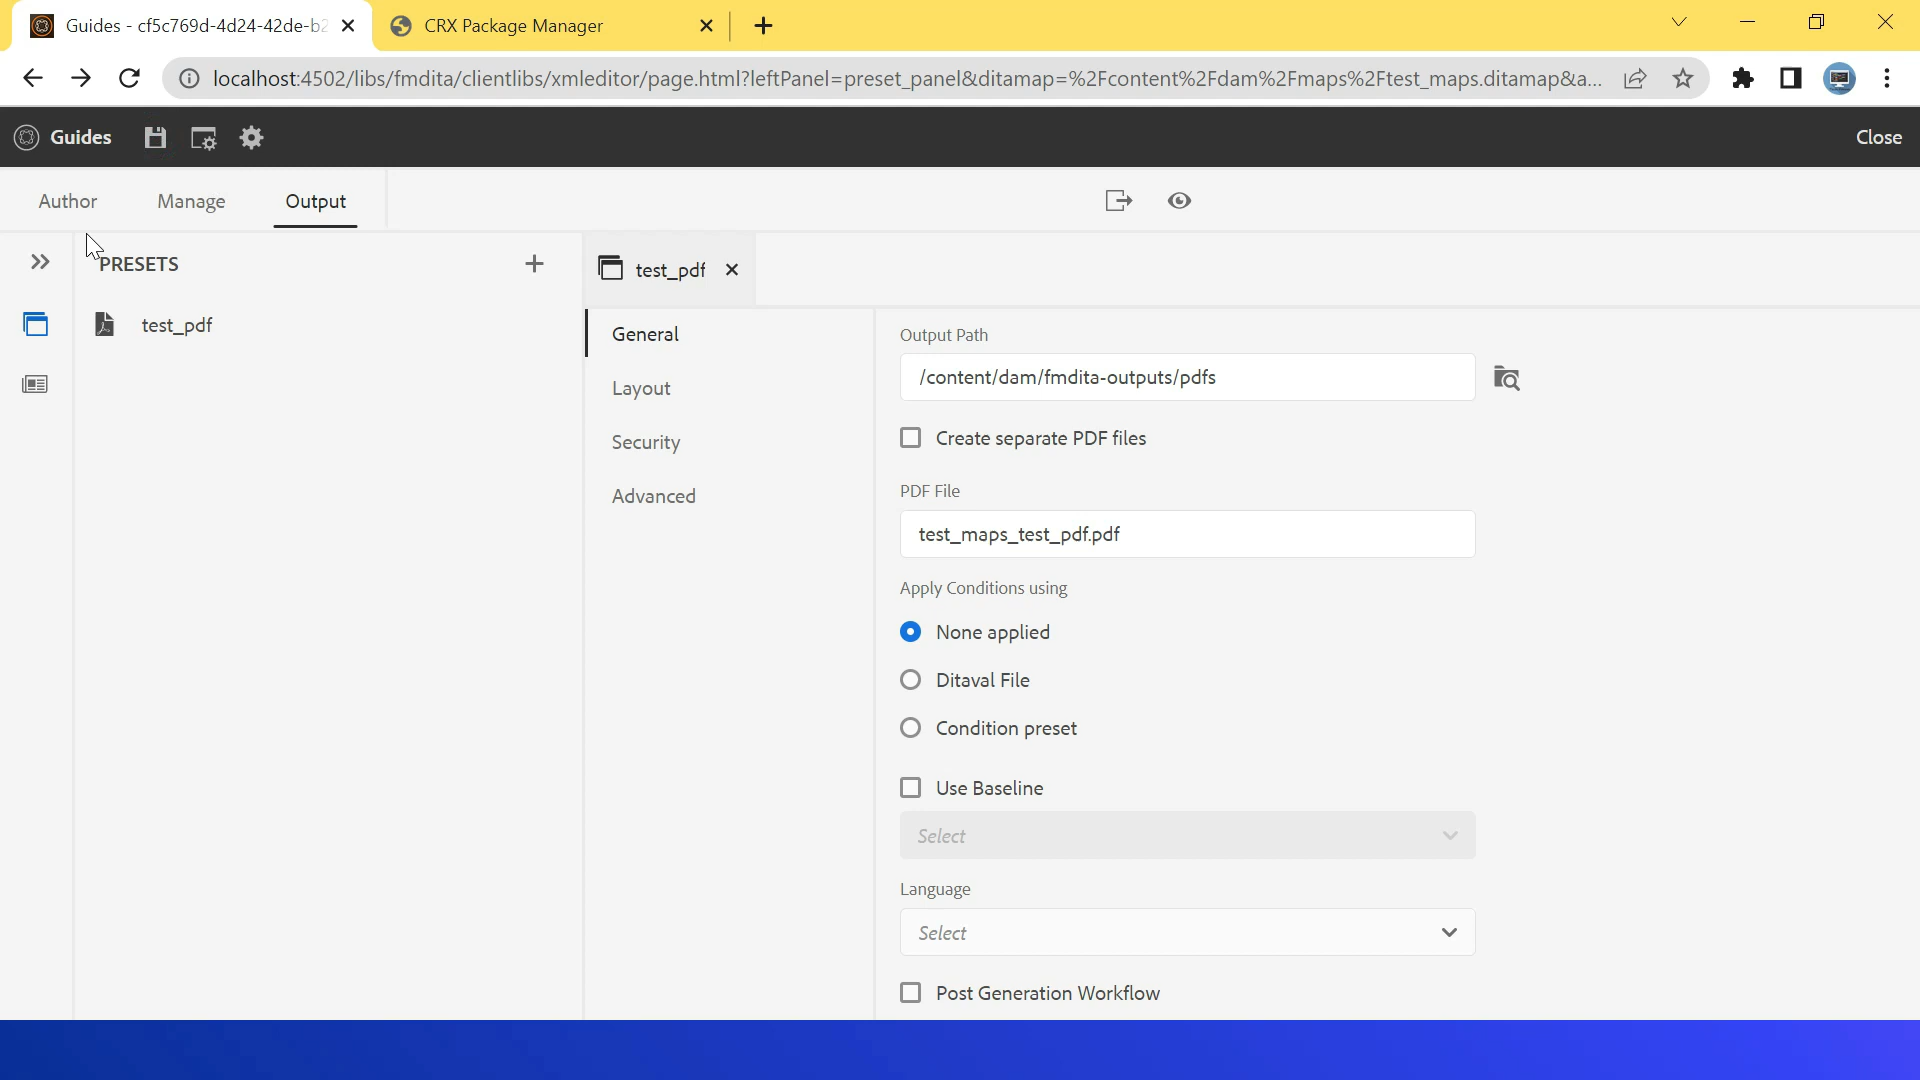 Guides - cf5c769d-4d24-42de-b2
CRX Package Manager
localhost:4502/libs/fmdita/clientlibs/xmleditor/page.html?leftPanel=preset_panel&ditamap=%2Fcontent%2Fdam%2Fmaps%2Ftest_maps.ditamap&a...
Guides
Close
Author
Manage
Output
PRESETS
test_pdf
test_pdf
General
Layout
Security
Advanced
Output Path
/content/dam/fmdita-outputs/pdfs
Create separate PDF files
PDF File
test_maps_test_pdf.pdf
Apply Conditions using
None applied
Ditaval File
Condition preset
Use Baseline
Select
Language
Select
Post Generation Workflow